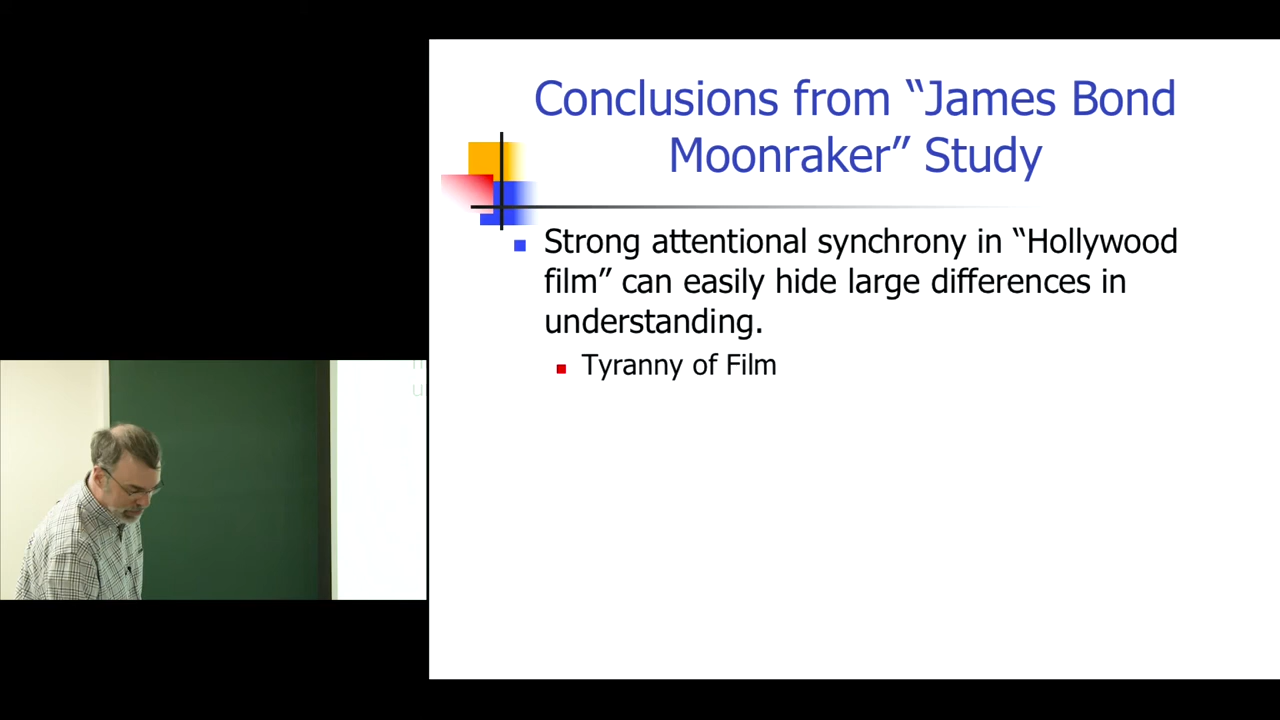 Conclusions from “James Bond
Moonraker” Study
Strong attentional synchrony in “Hollywood
film” can easily hide large differences in
understanding.
Tyranny of Film